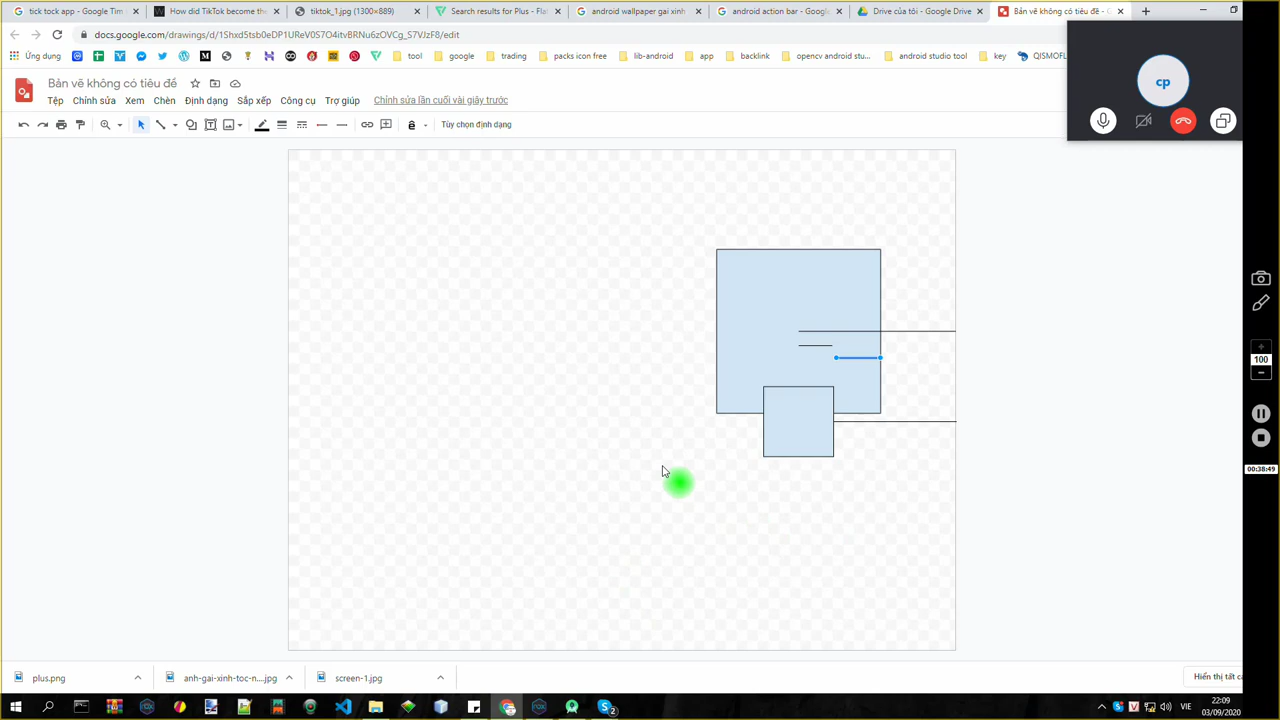 tick tock app - Google Tim
How did TikTok become the
tiktok_1.jpg (1300×889)
Search results for Plus - Fla
android wallpaper gai xinh
android action bar - Google
Drive của tôi - Google Drive
Bản vẽ không có tiêu đề - G
docs.google.com/drawings/d/1Shxd5tsb0eDP1UReV0S7O4itvBRNu6zOVCg_S7VJzF8/edit
Ứng dụng
tool
google
trading
packs icon free
lib-android
app
backlink
opencv android stu...
android studio tool
key
QISMOFL
cp
Bản vẽ không có tiêu đề
Tệp Chỉnh sửa Xem Chèn Định dạng Sắp xếp Công cụ Trợ giúp Chỉnh sửa lần cuối vài giây trước
Tùy chọn định dạng
100
00:38:49
plus.png
anh-gai-xinh-toc-n....jpg
screen-1.jpg
Hiển thị tất c
2
VIE
22:09
03/09/2020